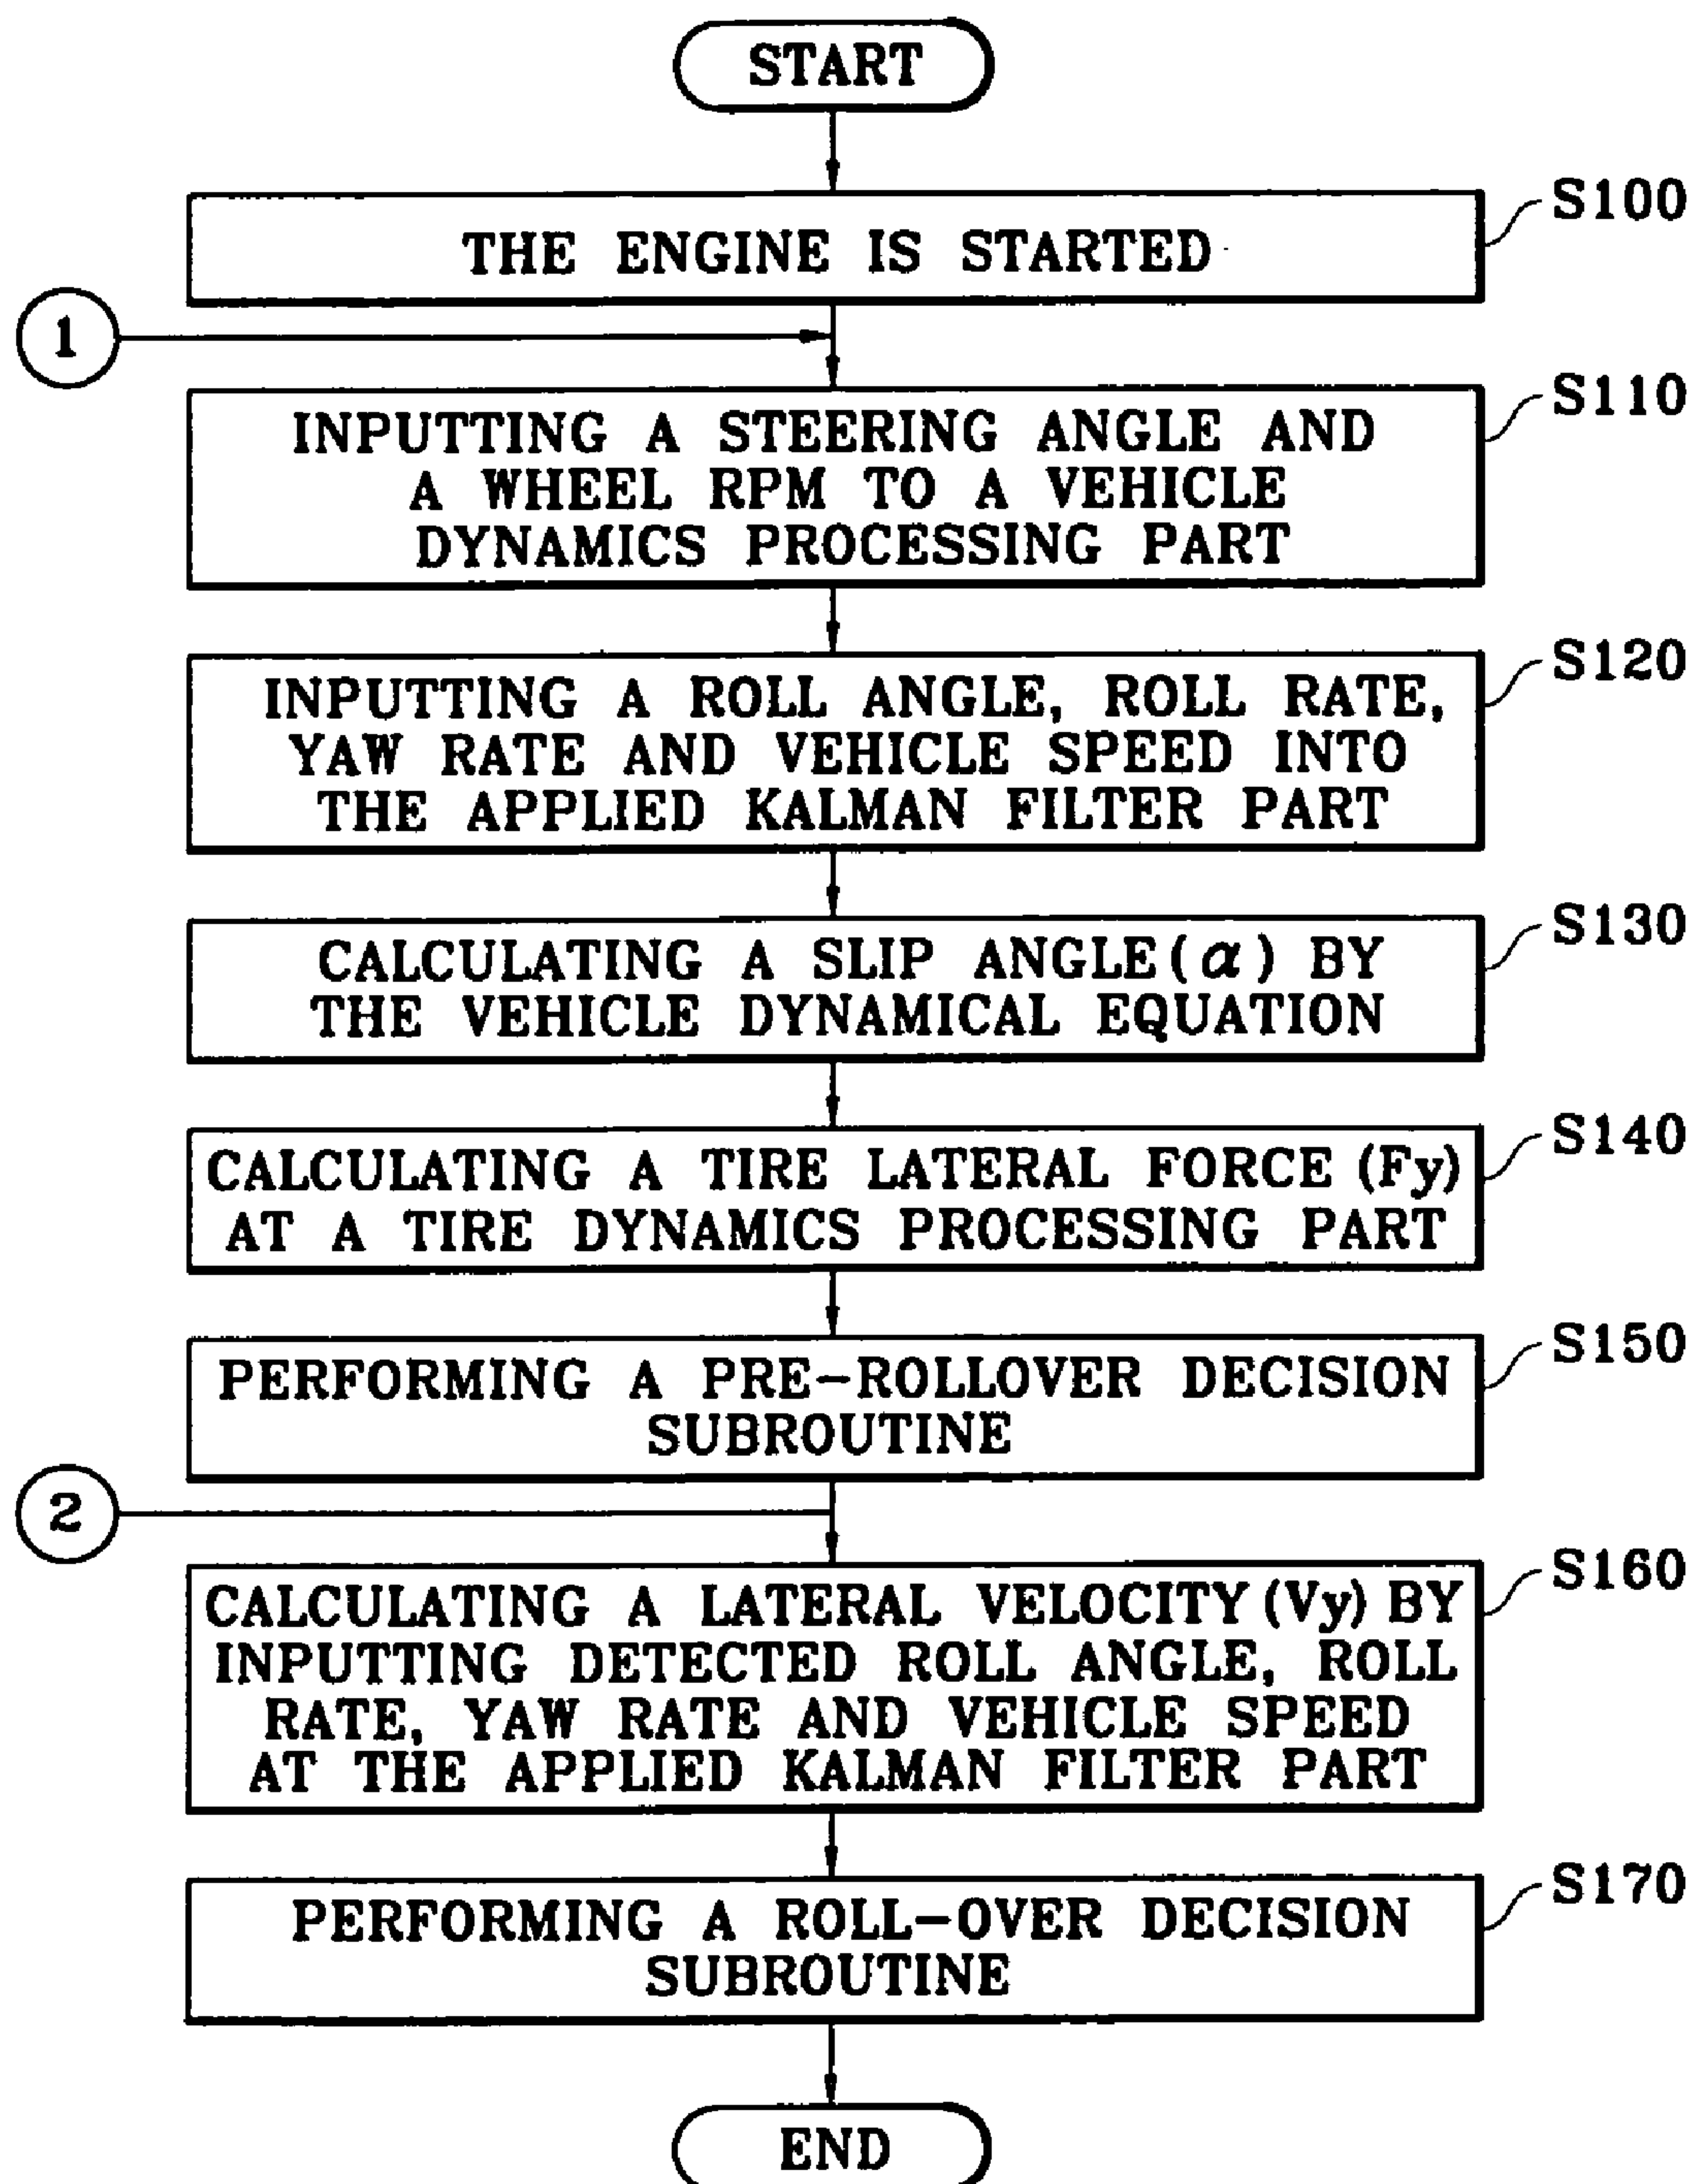 START
S100
THE ENGINE IS STARTED
1
S110
INPUTTING A STEERING ANGLE AND
A WHEEL RPM TO A VEHICLE
DYNAMICS PROCESSING PART
S120
INPUTTING A ROLL ANGLE, ROLL RATE,
YAW RATE AND VEHICLE SPEED INTO
THE APPLIED KALMAN FILTER PART
S130
CALCULATING A SLIP ANGLE(α) BY
THE VEHICLE DYNAMICAL EQUATION
S140
CALCULATING A TIRE LATERAL FORCE (Fy)
AT A TIRE DYNAMICS PROCESSING PART
S150
PERFORMING A PRE-ROLLOVER DECISION
SUBROUTINE
2
S160
CALCULATING A LATERAL VELOCITY(Vy) BY
INPUTTING DETECTED ROLL ANGLE, ROLL
RATE, YAW RATE AND VEHICLE SPEED
AT THE APPLIED KALMAN FILTER PART
S170
PERFORMING A ROLL-OVER DECISION
SUBROUTINE
END